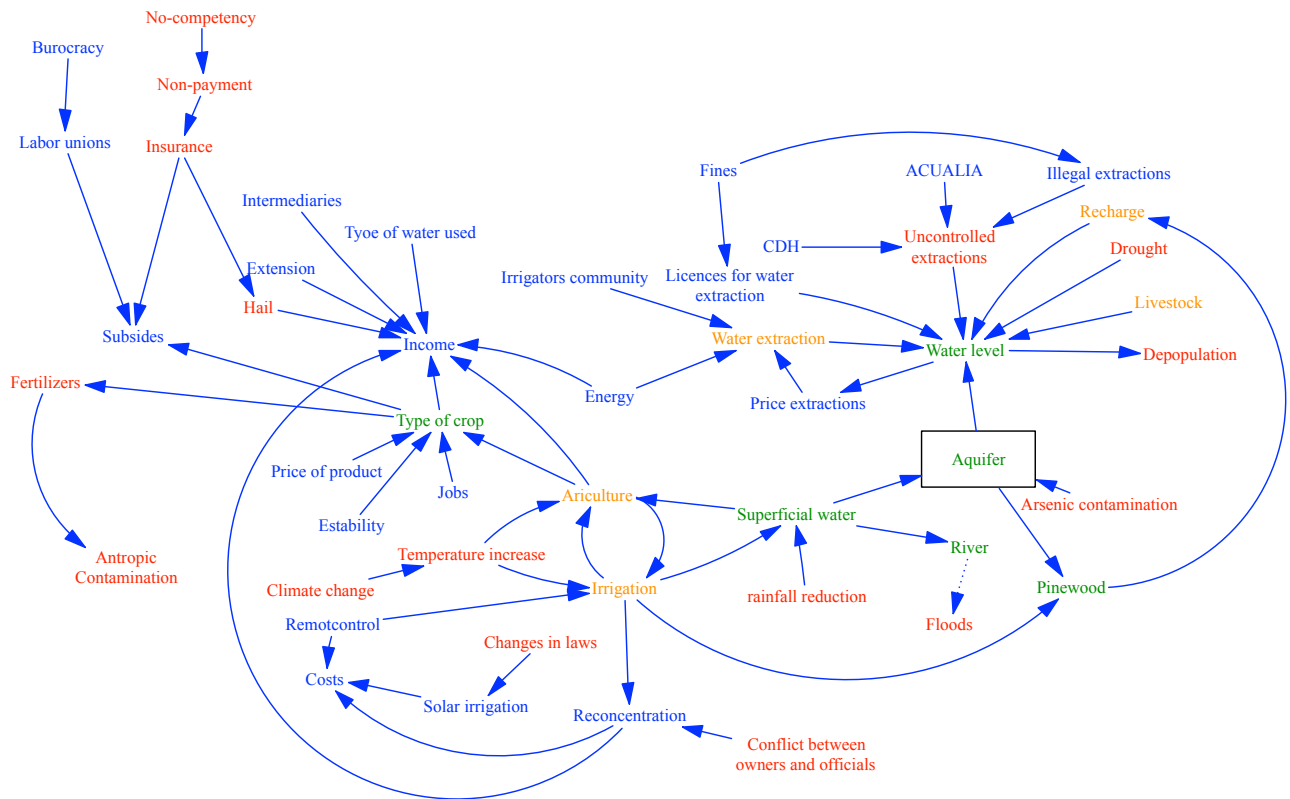 No-competency
Burocracy
Non-payment
Labor unions
Insurance
Fines
ACUALIA
Illegal extractions
Intermediaries
Recharge
Tyoe of water used
Uncontrolled
extractions
CDH
Drought
Extension
Irrigators community
Licences for water
extraction
Hail
Livestock
Subsides
Income
Water extraction
Water level
Depopulation
Fertilizers
Energy
Price extractions
Type of crop
Aquifer
Price of product
Jobs
Ariculture
Arsenic contamination
Estability
Superficial water
River
Antropic
Contamination
Temperature increase
Climate change
Irrigation
rainfall reduction
Pinewood
Remotcontrol
Floods
Changes in laws
Costs
Solar irrigation
Reconcentration
Conflict between
owners and officials